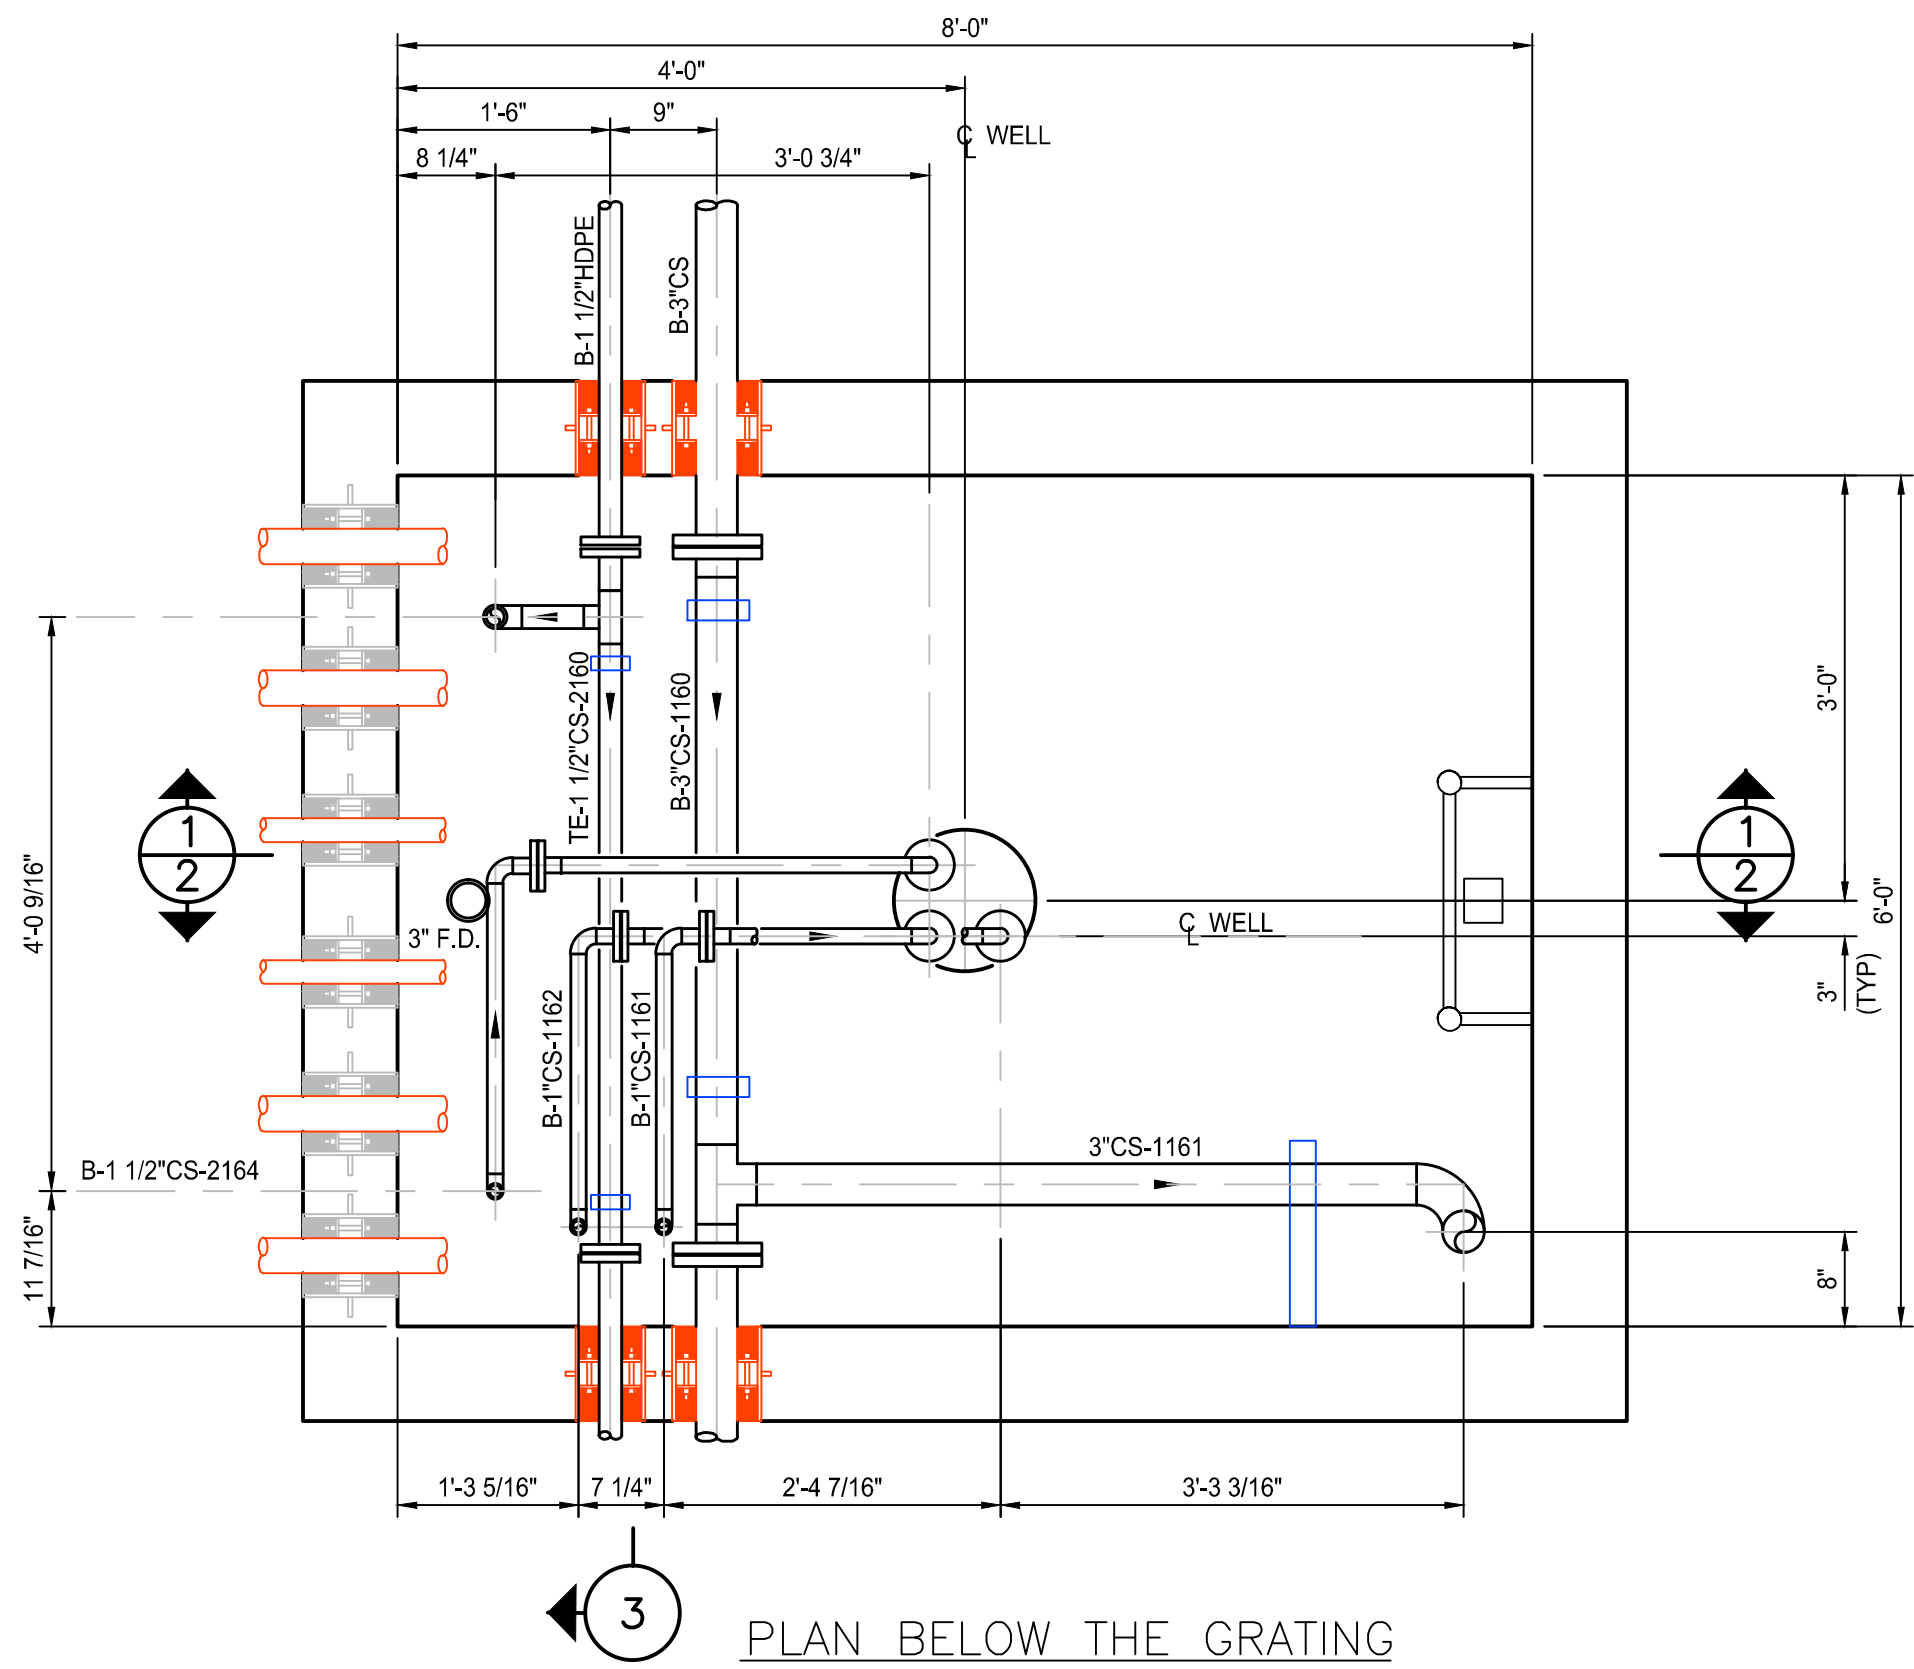 8'-0"
4'-0"
1'-6"
9"
℄ WELL
8 1/4"
3'-0 3/4"
B-1 1/2"HDPE
B-3"CS
TE-1 1/2"CS-2160
B-3"CS-1160
3'-0"
6'-0"
1
2
1
2
4'-0 9/16"
3" F.D.
℄ WELL
3"
(TYP)
B-1"CS-1162
B-1"CS-1161
3"CS-1161
B-1 1/2"CS-2164
11 7/16"
8"
1'-3 5/16"
7 1/4"
2'-4 7/16"
3'-3 3/16"
3
PLAN BELOW THE GRATING